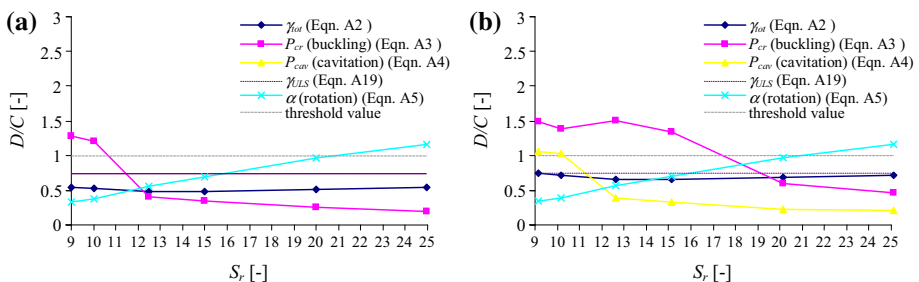 (a)
γtot (Eqn. A2 )
Pcr (buckling) (Eqn. A3 )
Pcav (cavitation) (Eqn. A4)
γULS (Eqn. A19)
α (rotation) (Eqn. A5)
threshold value
D/C [-]
3
2.5
2
1.5
1
0.5
0
9 10 11 12 13 14 15 16 17 18 19 20 21 22 23 24 25
Sr [-]
(b)
γtot (Eqn. A2 )
Pcr (buckling) (Eqn. A3 )
Pcav (cavitation) (Eqn. A4)
γULS (Eqn. A19)
α (rotation) (Eqn. A5)
threshold value
D/C [-]
3
2.5
2
1.5
1
0.5
0
9 10 11 12 13 14 15 16 17 18 19 20 21 22 23 24 25
Sr [-]